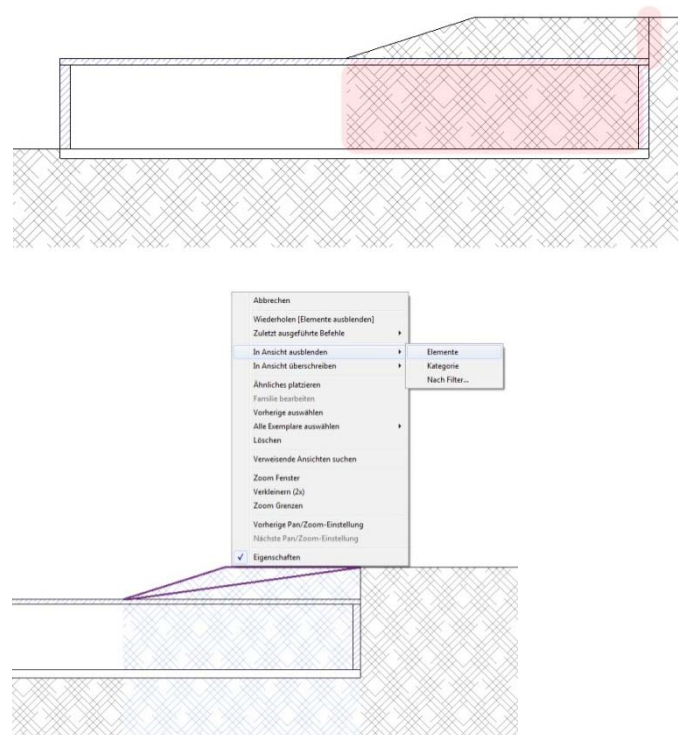 Abbrechen
Wiederholen [Elemente ausblenden]
Zuletzt ausgeführte Befehle
In Ansicht ausblenden
Elemente
In Ansicht überschreiben
Kategorie
Nach Filter...
Ähnliches platzieren
Familie bearbeiten
Vorherige auswählen
Alle Exemplare auswählen
Löschen
Verweisende Ansichten suchen
Zoom Fenster
Verkleinern (2x)
Zoom Grenzen
Vorherige Pan/Zoom-Einstellung
Nächste Pan/Zoom-Einstellung
Eigenschaften